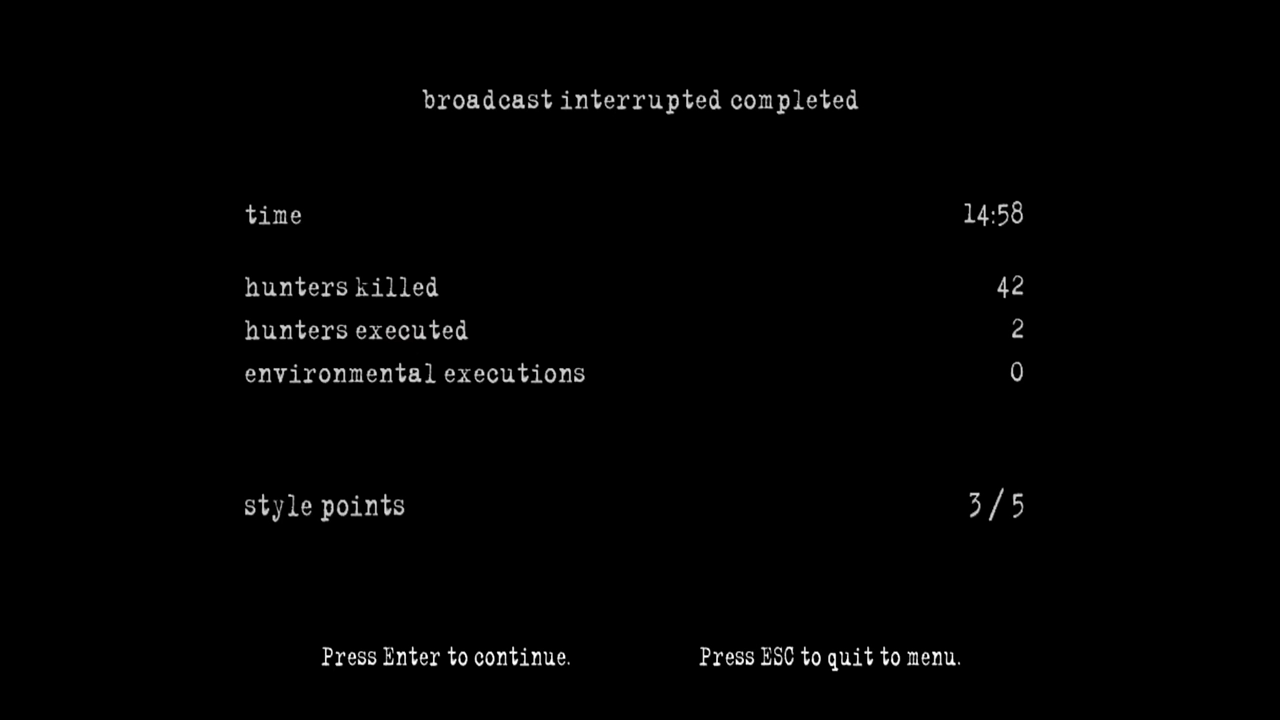 broadcast interrupted completed
time 14:58
hunters killed 42
hunters executed 2
environmental executions 0
style points 3 / 5
Press Enter to continue. Press ESC to quit to menu.